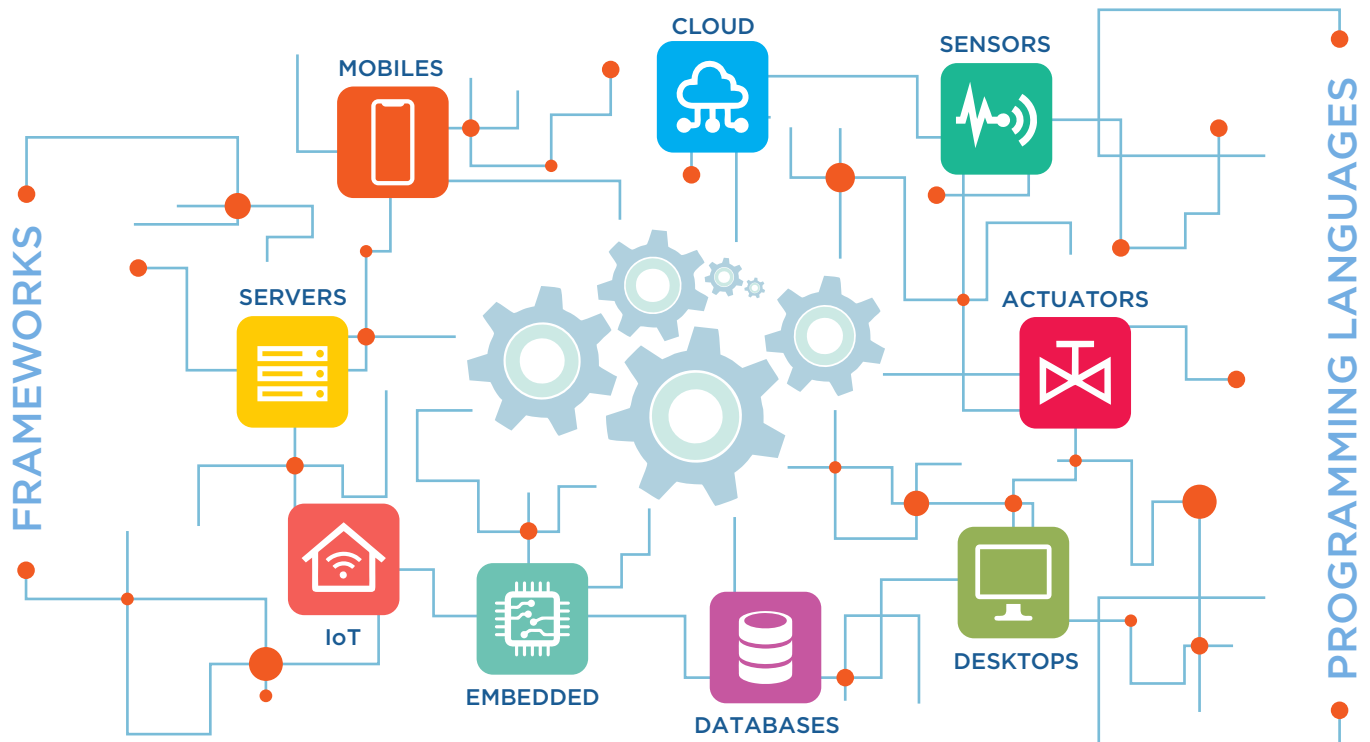 CLOUD
SENSORS
MOBILES
FRAMEWORKS
PROGRAMMING LANGUAGES
SERVERS
ACTUATORS
IoT
EMBEDDED
DATABASES
DESKTOPS